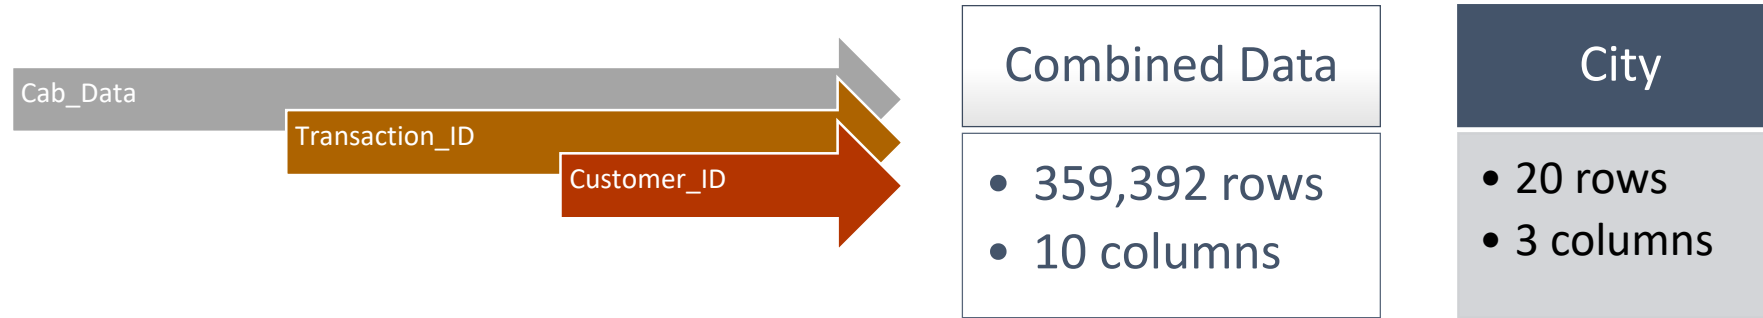 Cab_Data
Transaction_ID
Customer_ID
Combined Data
• 359,392 rows
• 10 columns
City
• 20 rows
• 3 columns